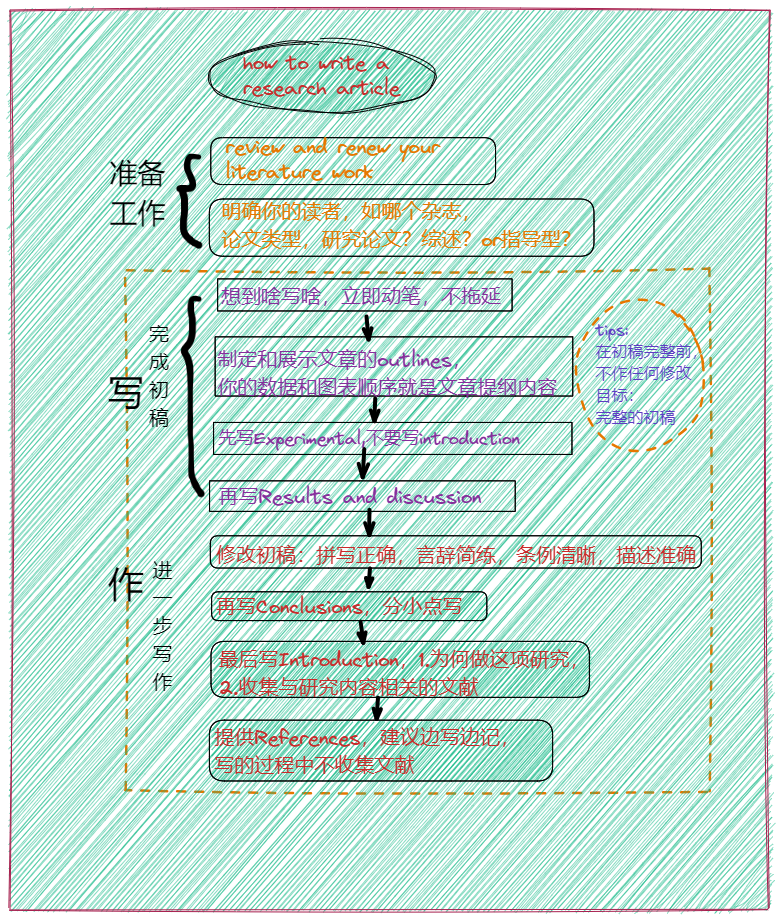 how to write a
research article
准备
工作
review and renew your
literature work
明确你的读者，如哪个杂志，
论文类型，研究论文？综述？or指导型？
写
作
完
成
初
稿
想到啥写啥，立即动笔，不拖延
制定和展示文章的outlines，
你的数据和图表顺序就是文章提纲内容
先写Experimental,不要写introduction
再写Results and discussion
tips:
在初稿完整前，
不作任何修改
目标：
完整的初稿
进
一
步
写
作
修改初稿：拼写正确，言辞简练，条例清晰，描述准确
再写Conclusions，分小点写
最后写Introduction，1.为何做这项研究，
2.收集与研究内容相关的文献
提供References，建议边写边记，
写的过程中不收集文献